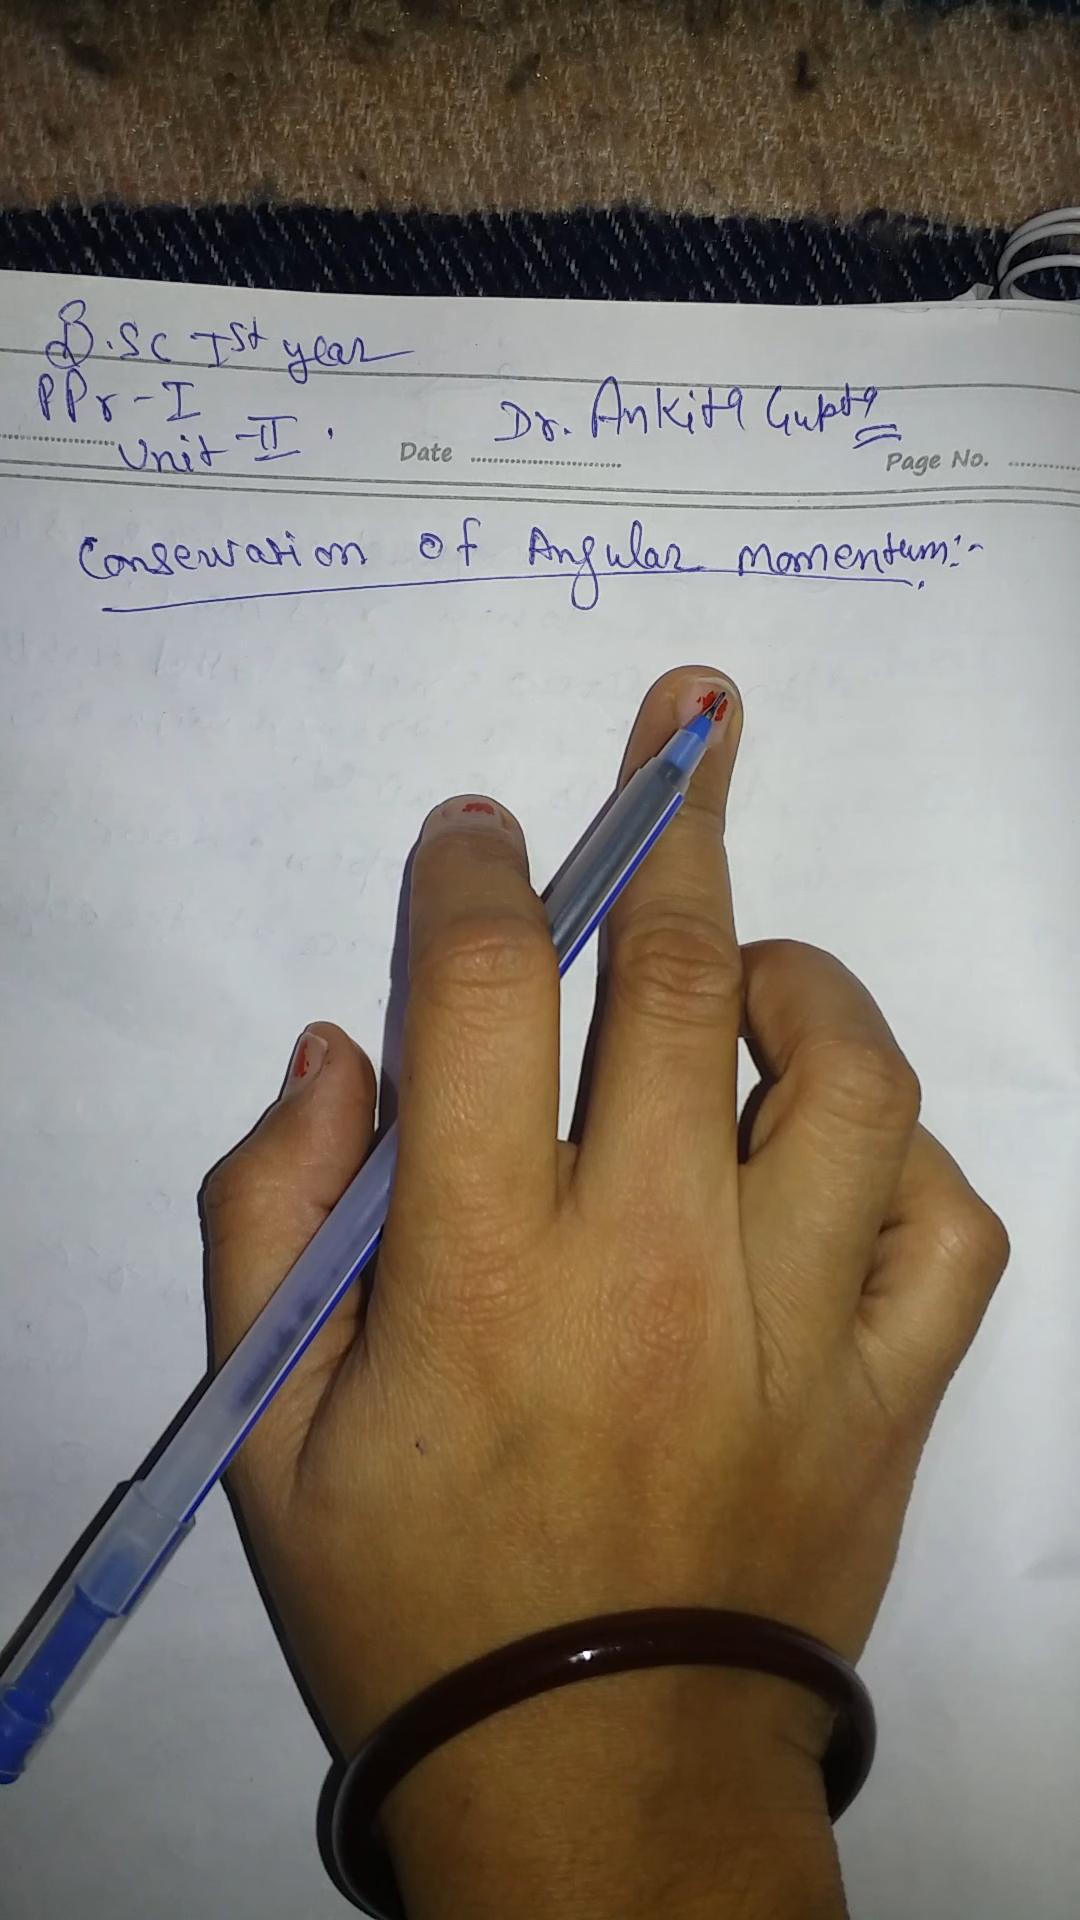 B.Sc Ist year
PPr-I
Unit-II.
Dr. Ankita Gupta
Date
Page No.
Conservation of Angular momentum:-